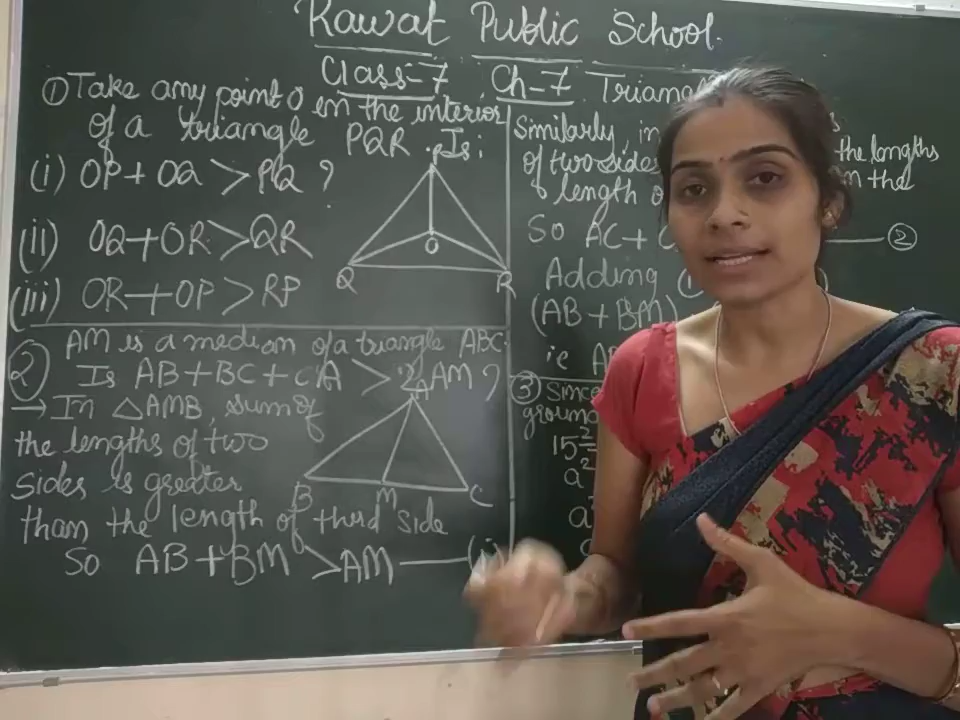 Rawat Public School.
Class-7 Ch-7 Triang
① Take any point O in the interior
of a triangle PQR. Is:
(i) OP + OQ > PQ ?
(ii) OQ + OR > QR
(iii) OR + OP > RP
P
O
Q R
② AM is a median of a triangle ABC.
Is AB + BC + CA > 2AM ?
→ In △AMB, sum of
the lengths of two
sides is greater
than the length of third side
So AB + BM > AM — (i)
A
B M C
Similarly, in
of two sides the lengths
length o
So AC + C — ②
Adding
(AB + BM)
ie
③ Since
ground
15² =
a²
a